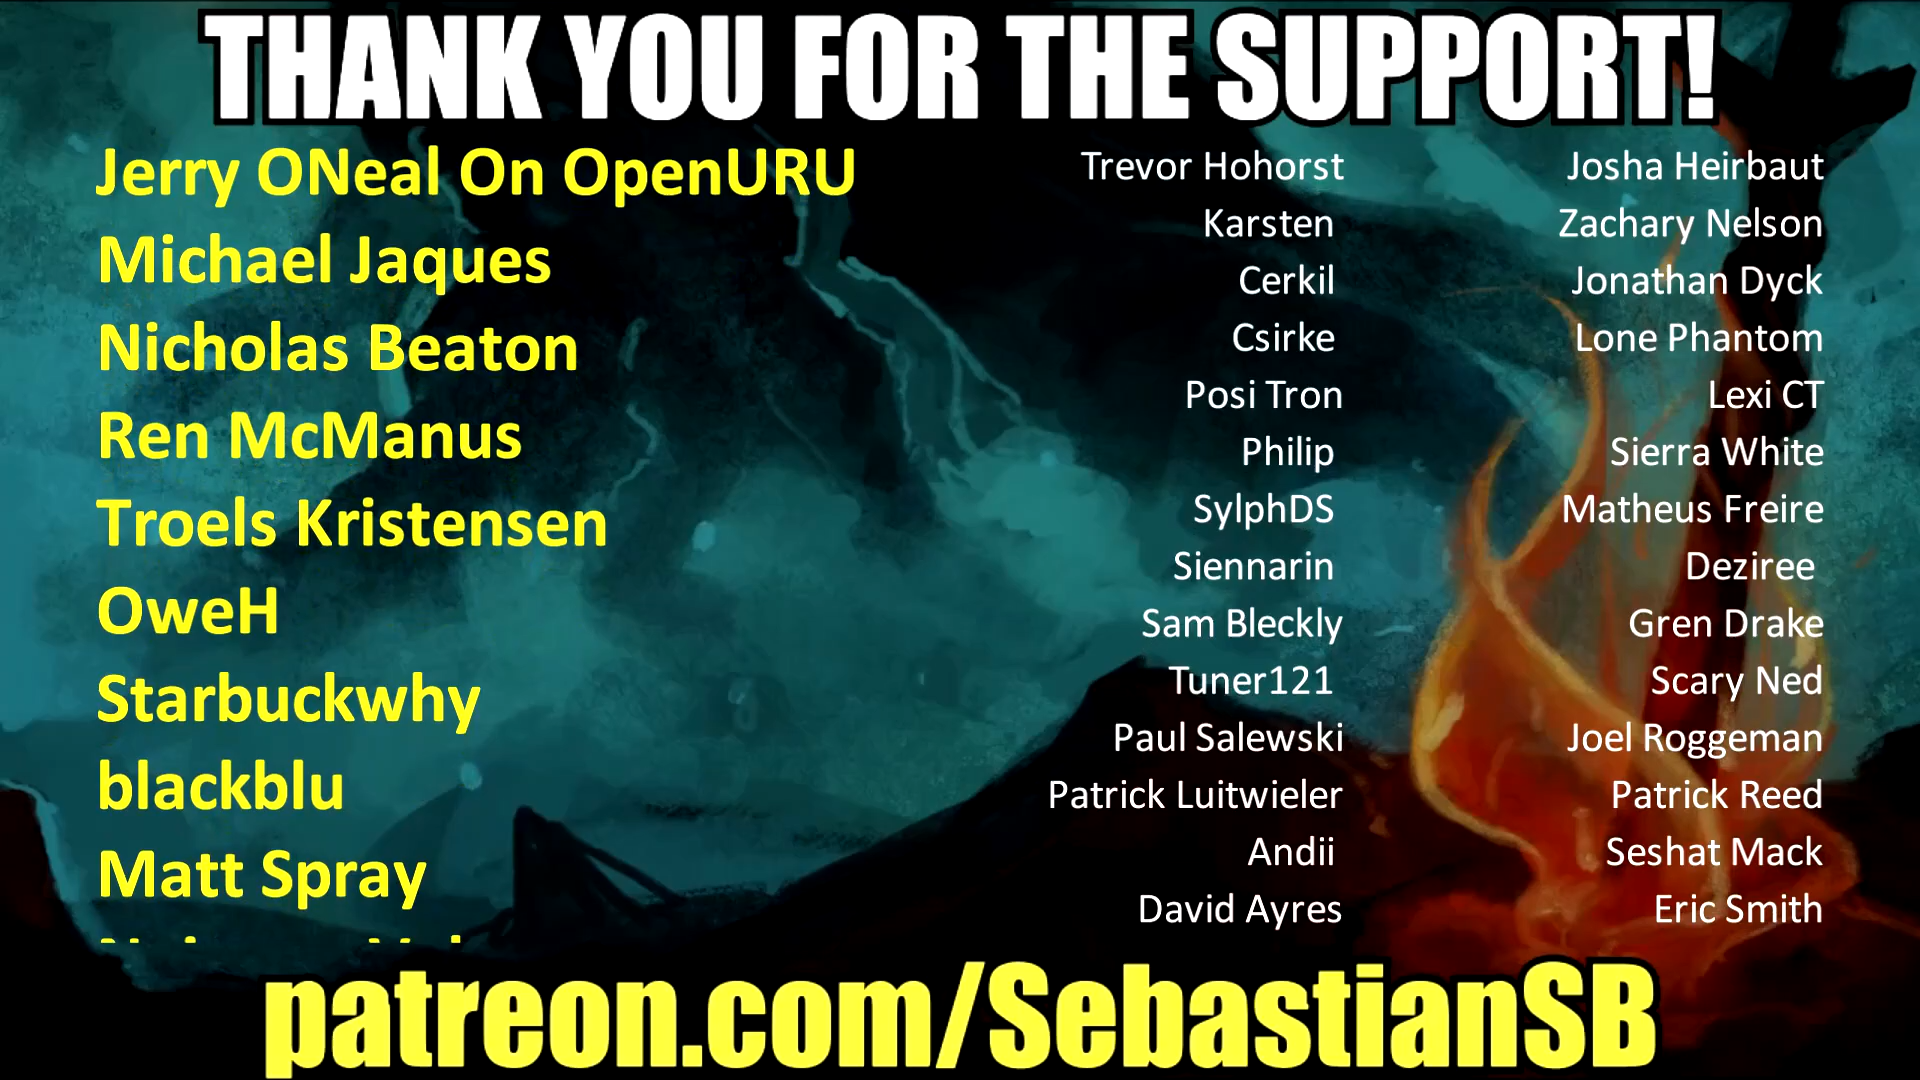 THANK YOU FOR THE SUPPORT!
Jerry ONeal On OpenURU
Michael Jaques
Nicholas Beaton
Ren McManus
Troels Kristensen
OweH
Starbuckwhy
blackblu
Matt Spray
Trevor Hohorst
Karsten
Cerkil
Csirke
Posi Tron
Philip
SylphDS
Siennarin
Sam Bleckly
Tuner121
Paul Salewski
Patrick Luitwieler
Andii
David Ayres
Josha Heirbaut
Zachary Nelson
Jonathan Dyck
Lone Phantom
Lexi CT
Sierra White
Matheus Freire
Deziree
Gren Drake
Scary Ned
Joel Roggeman
Patrick Reed
Seshat Mack
Eric Smith
patreon.com/SebastianSB